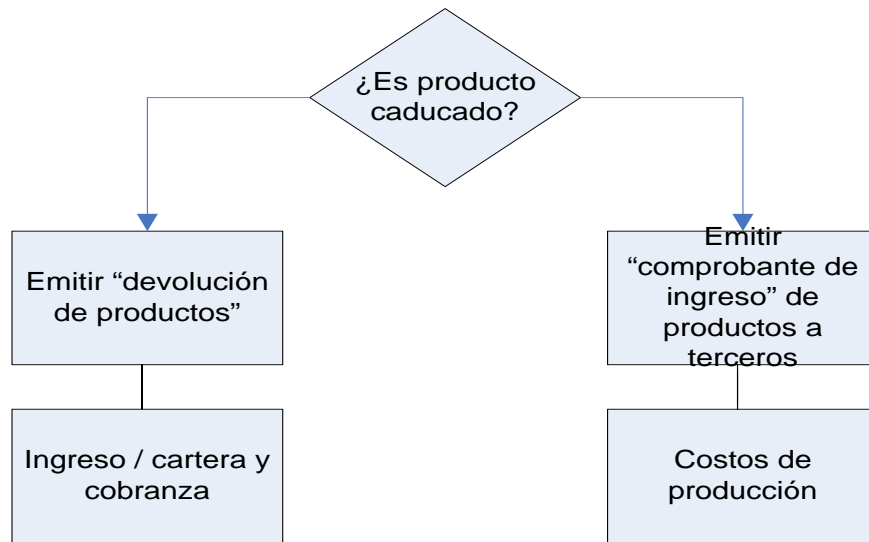 ¿Es producto
caducado?
Emitir “devolución
de productos”
Emitir
“comprobante de
ingreso” de
productos a
terceros
Ingreso / cartera y
cobranza
Costos de
producción